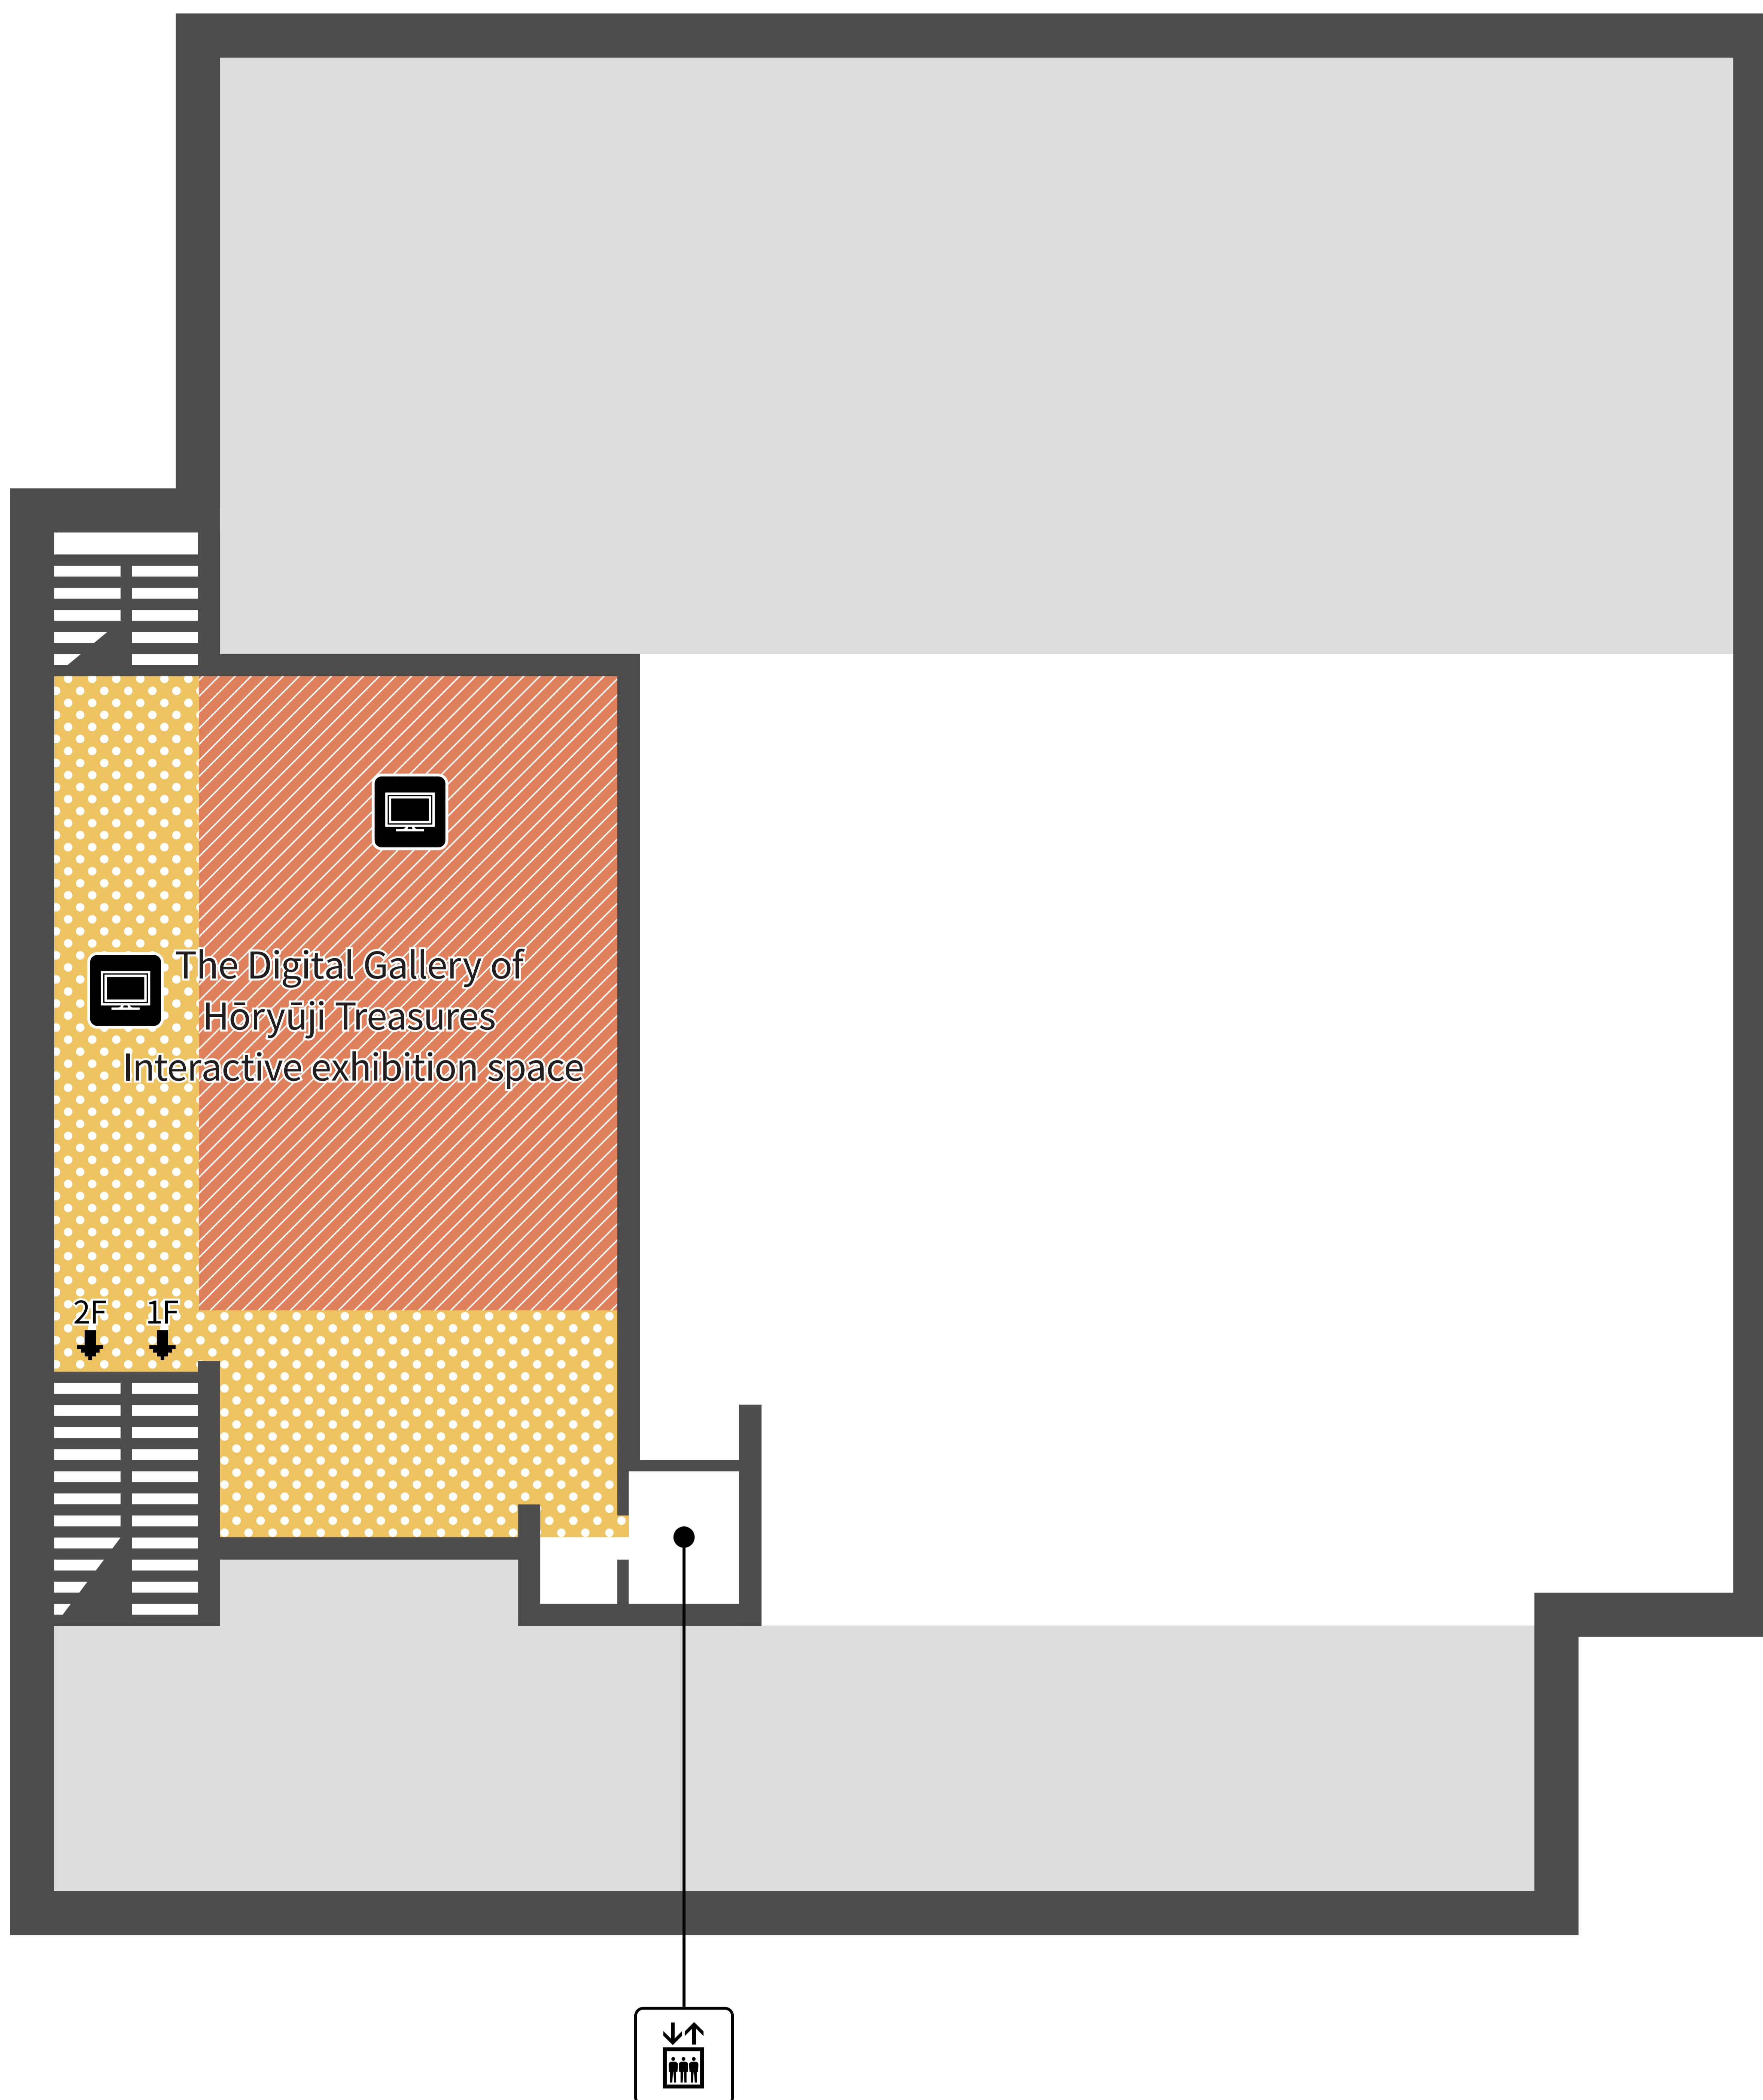 The Digital Gallery of
Hōryūji Treasures
Interactive exhibition space
2F 1F